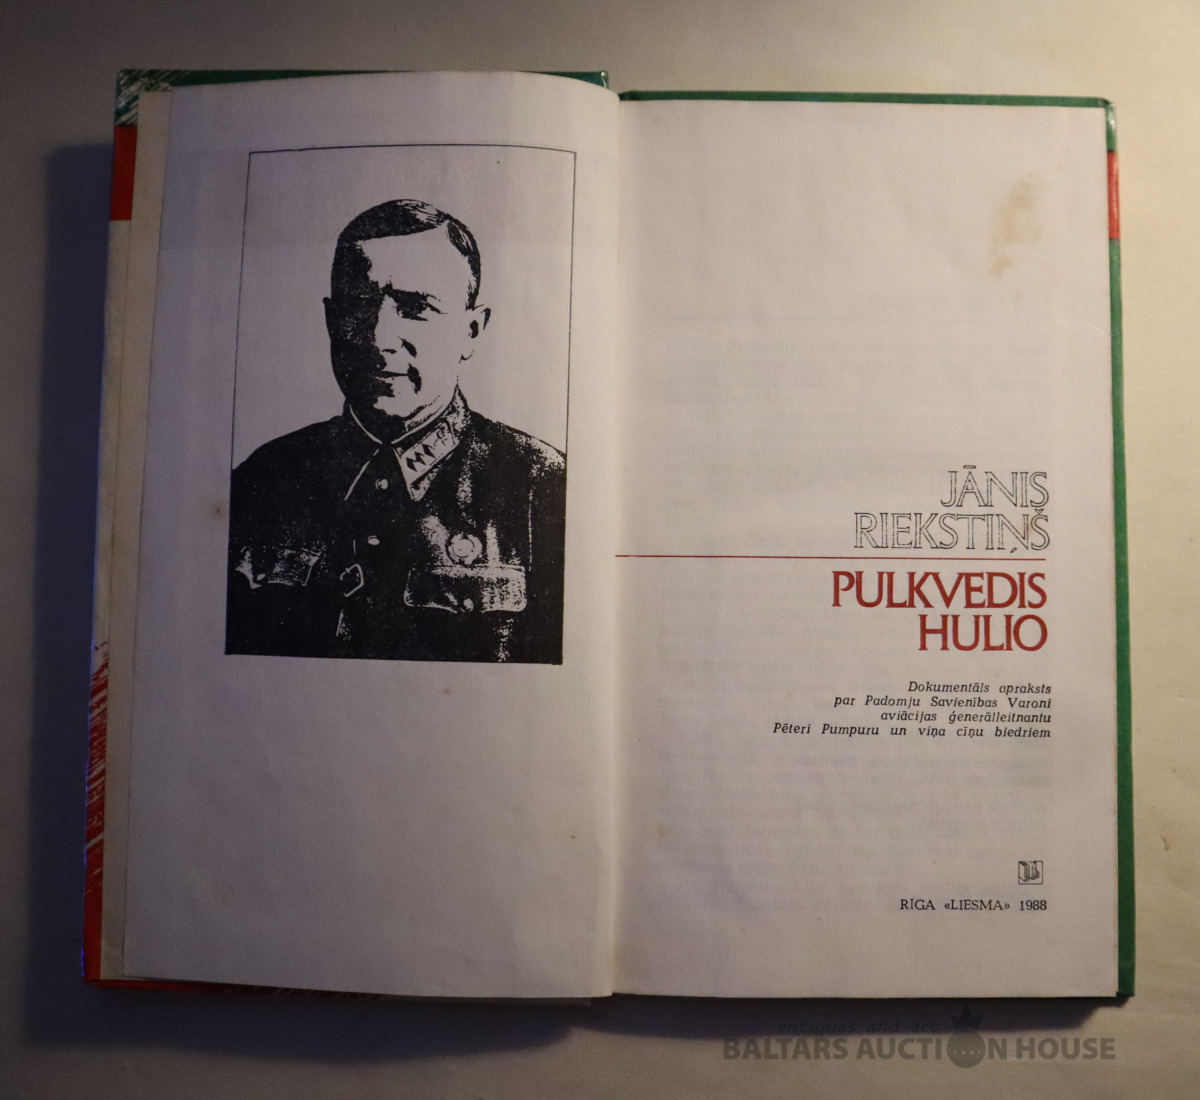 JĀNIS
RIEKSTIŅŠ
PULKVEDIS
HULIO
Dokumentāls apraksts
par Padomju Savienības Varoni
aviācijas ģenerālleitnantu
Pēteri Pumpuru un viņa cīņu biedriem
RĪGA «LIESMA» 1988
antiques and art
BALTARS AUCTION HOUSE